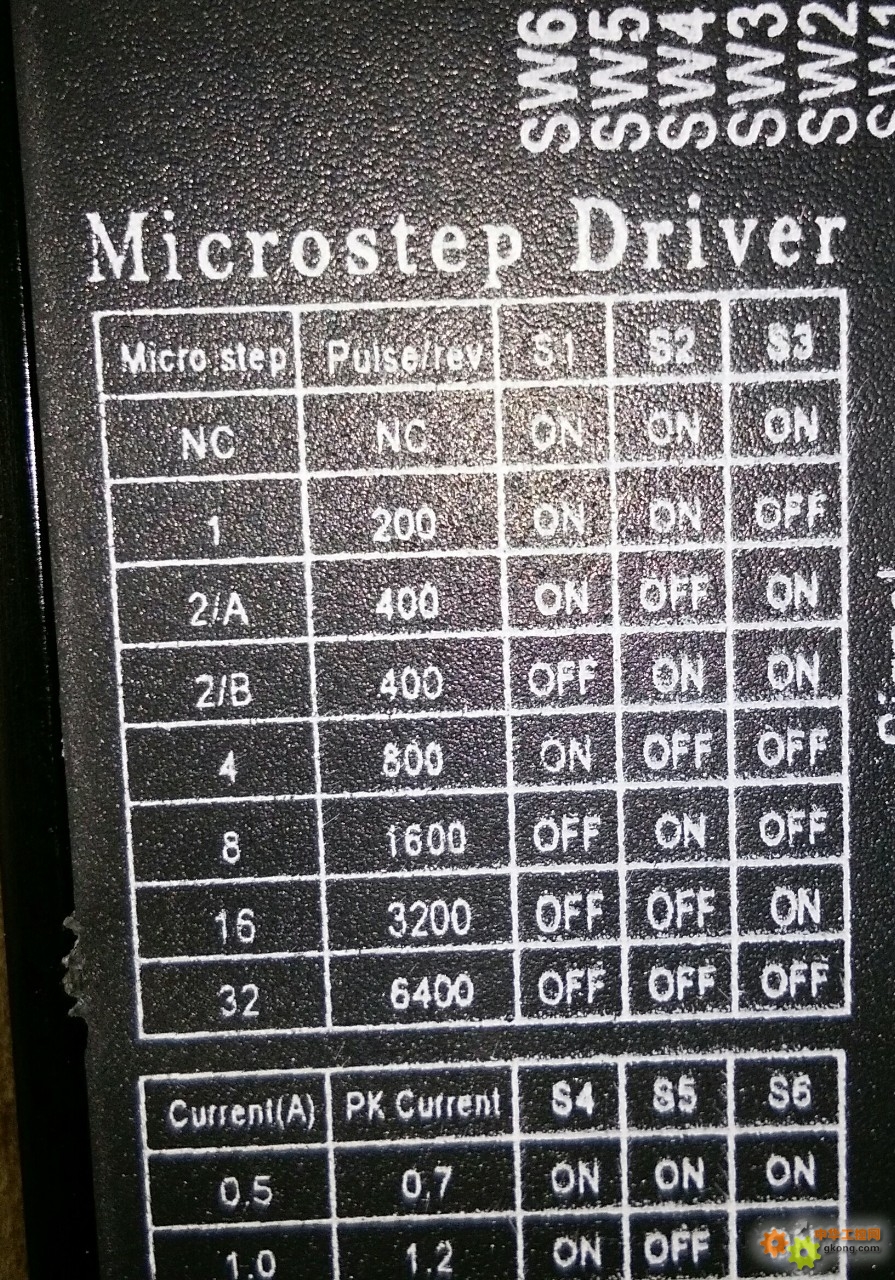 SW6
SW5
SW4
SW3
SW2
Microstep Driver
Micro step Pulse/rev S1 S2 S3
NC NC ON ON ON
1 200 ON ON OFF
2/A 400 ON OFF ON
2/B 400 OFF ON ON
4 800 ON OFF OFF
8 1600 OFF ON OFF
16 3200 OFF OFF ON
32 6400 OFF OFF OFF
Current(A) PK Current S4 S5 S6
0.5 0.7 ON ON ON
1.0 1.2 ON OFF
gkong.com